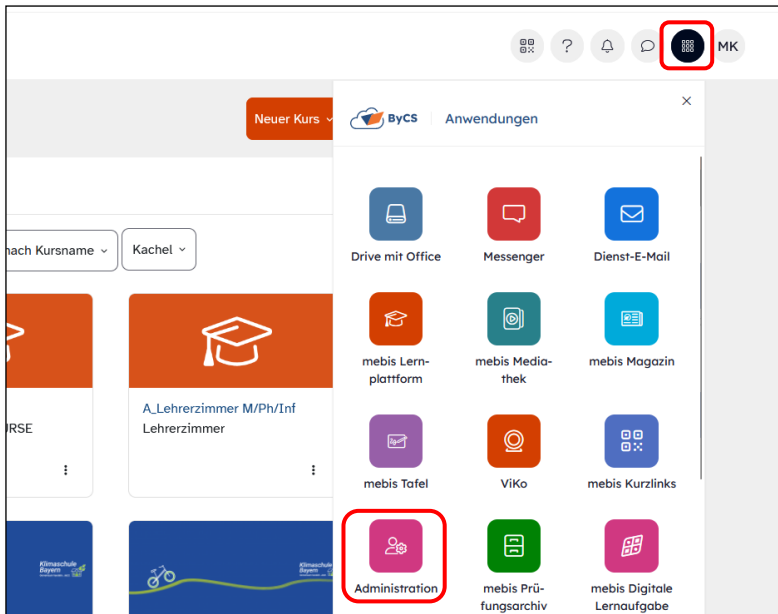 MK
Neuer Kurs
ByCS
Anwendungen
nach Kursname
Kachel
Drive mit Office
Messenger
Dienst-E-Mail
mebis Lern-
plattform
mebis Media-
thek
mebis Magazin
A_Lehrerzimmer M/Ph/Inf
Lehrerzimmer
mebis Tafel
ViKo
mebis Kurzlinks
Klimaschule
Bayern
Klimaschule
Bayern
Administration
mebis Prü-
fungsarchiv
mebis Digitale
Lernaufgabe